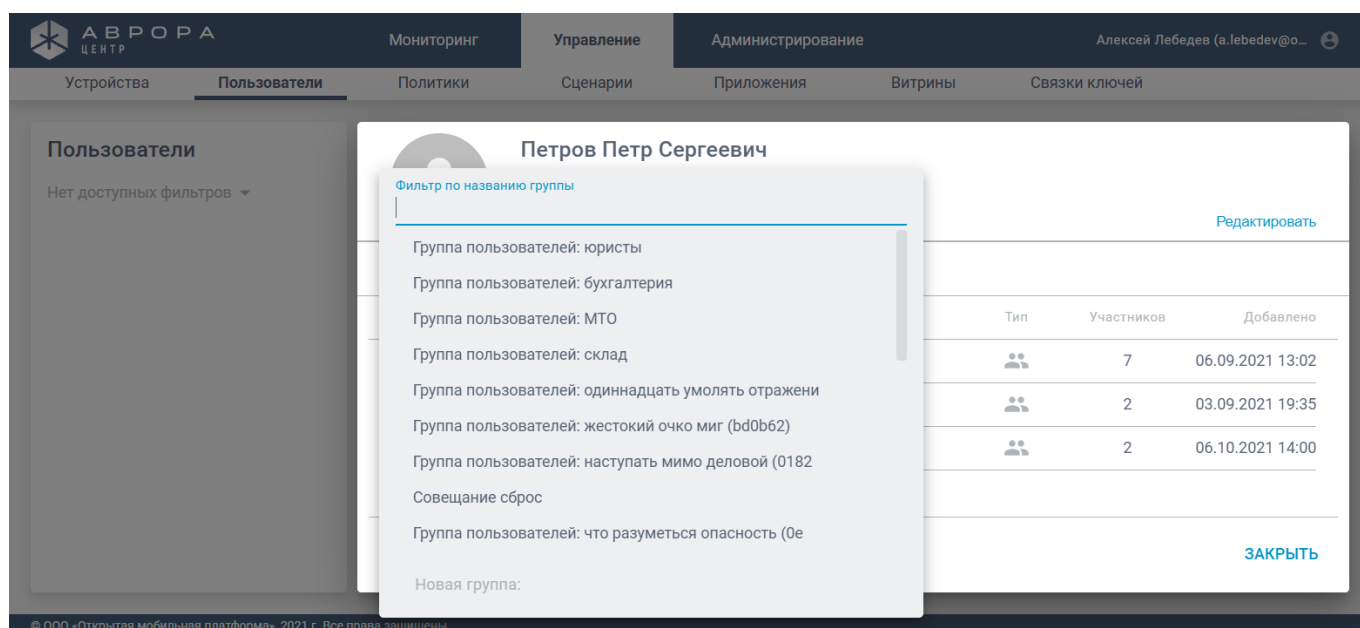 АВРОРА
ЦЕНТР
Мониторинг
Управление
Администрирование
Алексей Лебедев (a.lebedev@o...
Устройства
Пользователи
Политики
Сценарии
Приложения
Витрины
Связки ключей
Пользователи
Нет доступных фильтров
Петров Петр Сергеевич
Редактировать
Фильтр по названию группы
Группа пользователей: юристы
Группа пользователей: бухгалтерия
Группа пользователей: МТО
Группа пользователей: склад
Группа пользователей: одиннадцать умолять отражени
Группа пользователей: жестокий очко миг (bd0b62)
Группа пользователей: наступать мимо деловой (0182
Совещание сброс
Группа пользователей: что разуметься опасность (0e
Новая группа:
Тип Участников Добавлено
7 06.09.2021 13:02
2 03.09.2021 19:35
2 06.10.2021 14:00
ЗАКРЫТЬ
© ООО «Открытая мобильная платформа», 2021 г. Все права защищены